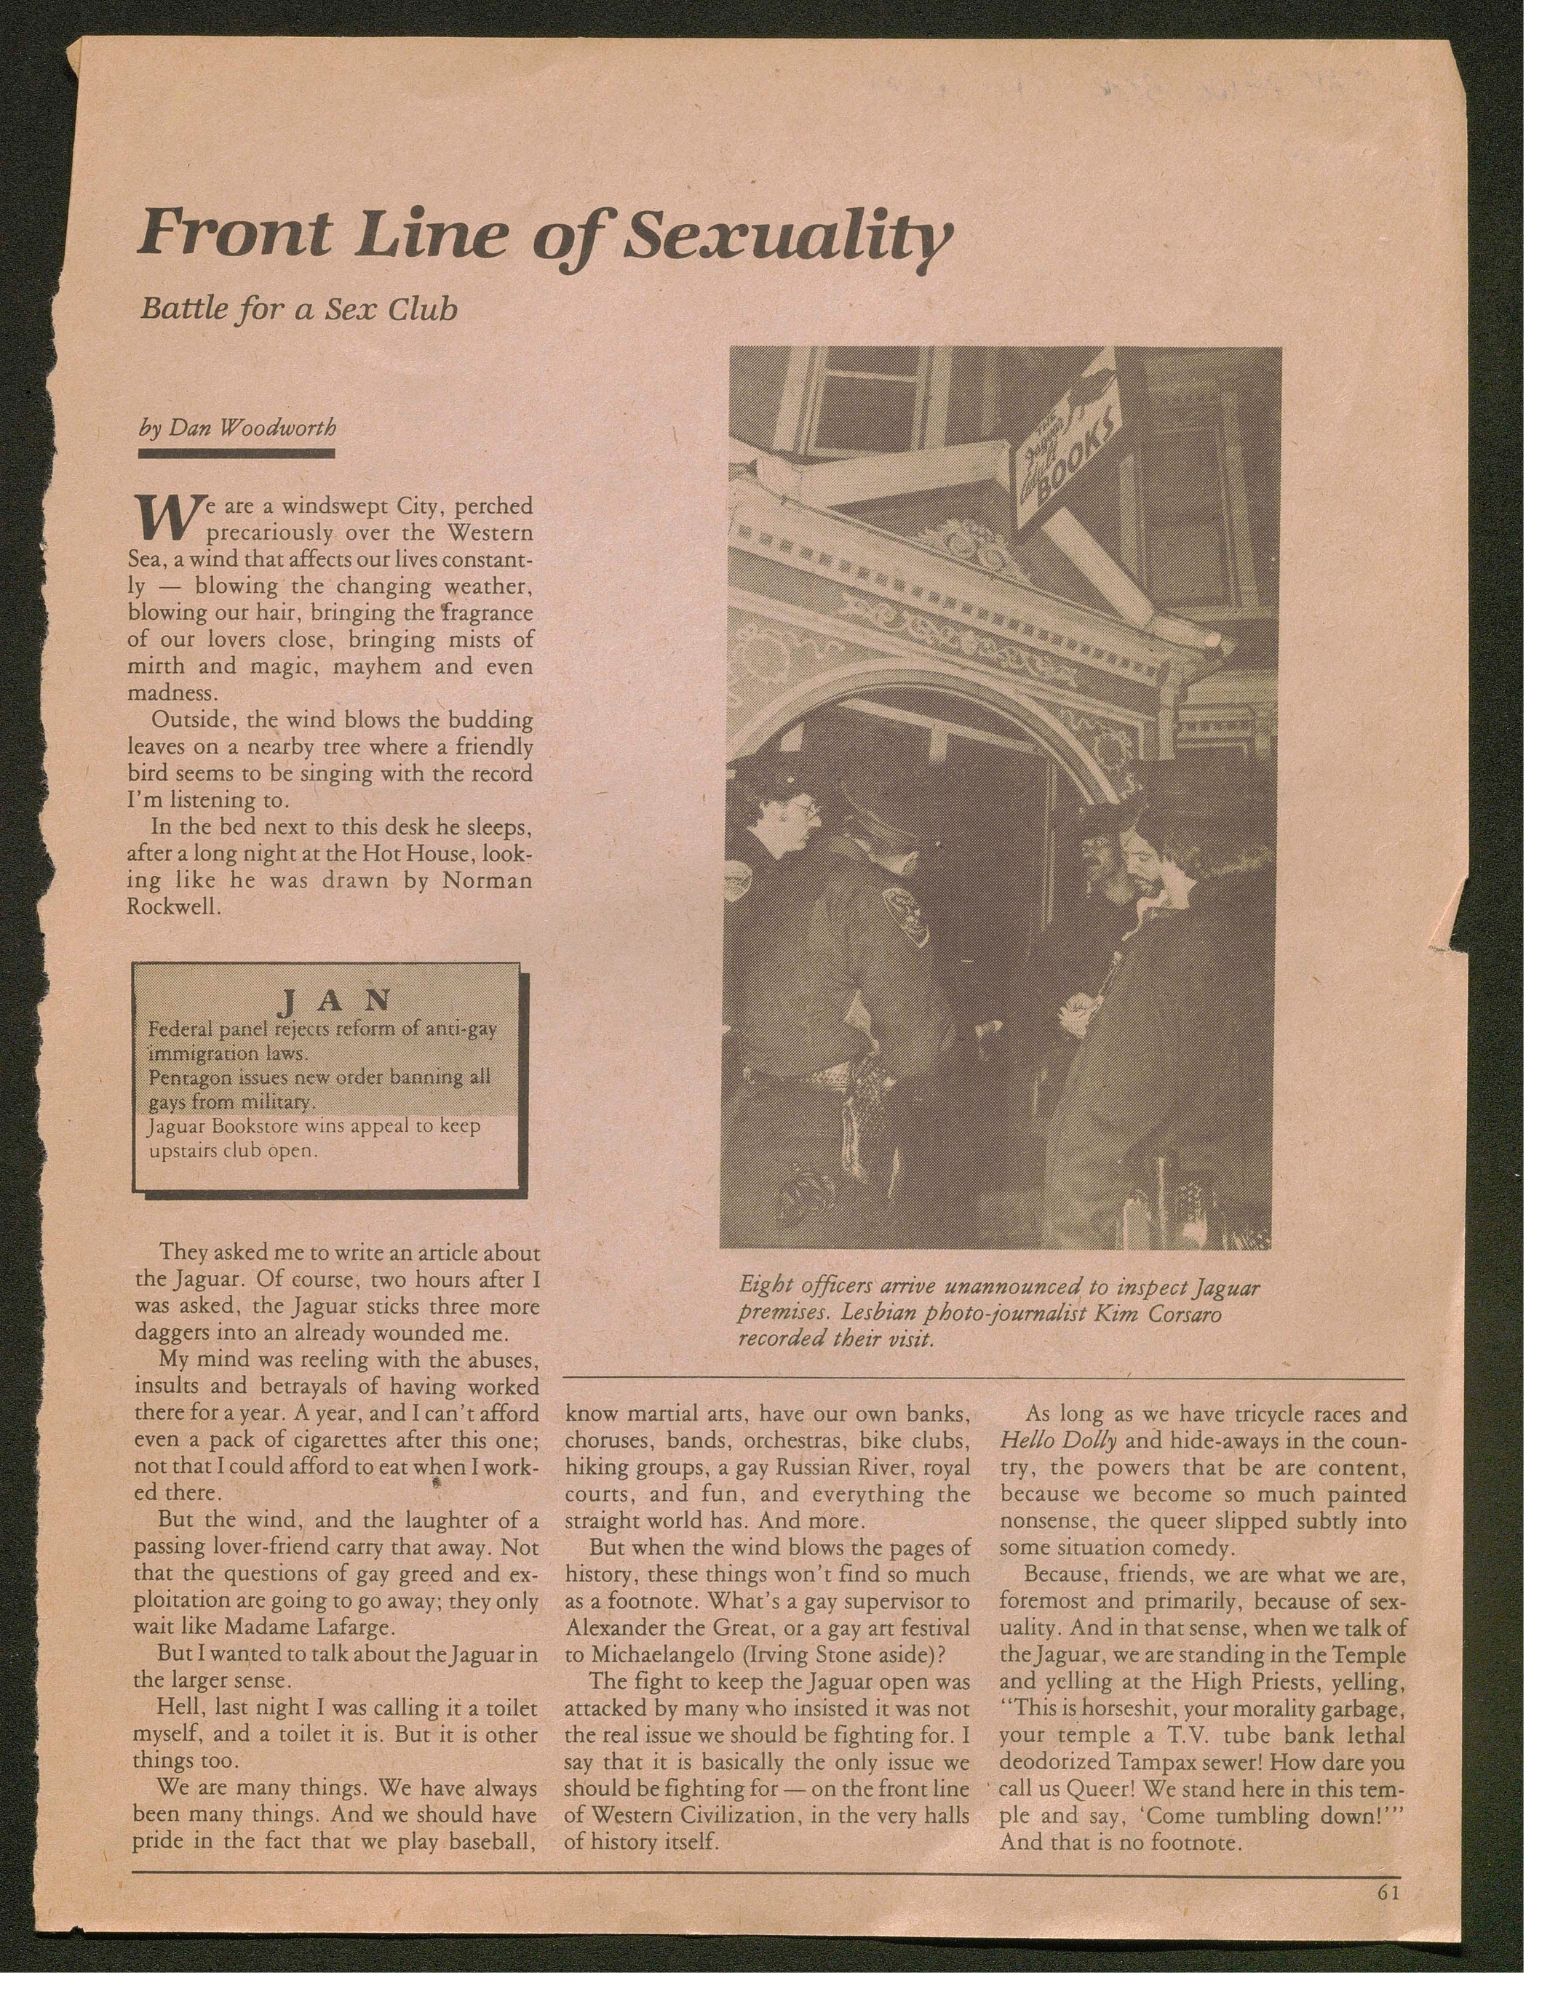 Front Line of Sexuality
Battle for a Sex Club
by Dan Woodworth
We are a windswept City, perched
precariously over the Western
Sea, a wind that affects our lives constant-
ly — blowing the changing weather,
blowing our hair, bringing the fragrance
of our lovers close, bringing mists of
mirth and magic, mayhem and even
madness.
Outside, the wind blows the budding
leaves on a nearby tree where a friendly
bird seems to be singing with the record
I'm listening to.
In the bed next to this desk he sleeps,
after a long night at the Hot House, look-
ing like he was drawn by Norman
Rockwell.
JAN
Federal panel rejects reform of anti-gay
immigration laws.
Pentagon issues new order banning all
gays from military.
Jaguar Bookstore wins appeal to keep
upstairs club open.
They asked me to write an article about
the Jaguar. Of course, two hours after I
was asked, the Jaguar sticks three more
daggers into an already wounded me.
My mind was reeling with the abuses,
insults and betrayals of having worked
there for a year. A year, and I can't afford
even a pack of cigarettes after this one;
not that I could afford to eat when I work-
ed there.
But the wind, and the laughter of a
passing lover-friend carry that away. Not
that the questions of gay greed and ex-
ploitation are going to go away; they only
wait like Madame Lafarge.
But I wanted to talk about the Jaguar in
the larger sense.
Hell, last night I was calling it a toilet
myself, and a toilet it is. But it is other
things too.
We are many things. We have always
been many things. And we should have
pride in the fact that we play baseball,
The
Jaguar
Adult
BOOKS
Eight officers arrive unannounced to inspect Jaguar
premises. Lesbian photo-journalist Kim Corsaro
recorded their visit.
know martial arts, have our own banks,
choruses, bands, orchestras, bike clubs,
hiking groups, a gay Russian River, royal
courts, and fun, and everything the
straight world has. And more.
But when the wind blows the pages of
history, these things won't find so much
as a footnote. What's a gay supervisor to
Alexander the Great, or a gay art festival
to Michaelangelo (Irving Stone aside)?
The fight to keep the Jaguar open was
attacked by many who insisted it was not
the real issue we should be fighting for. I
say that it is basically the only issue we
should be fighting for — on the front line
of Western Civilization, in the very halls
of history itself.
As long as we have tricycle races and
Hello Dolly and hide-aways in the coun-
try, the powers that be are content,
because we become so much painted
nonsense, the queer slipped subtly into
some situation comedy.
Because, friends, we are what we are,
foremost and primarily, because of sex-
uality. And in that sense, when we talk of
the Jaguar, we are standing in the Temple
and yelling at the High Priests, yelling,
"This is horseshit, your morality garbage,
your temple a T.V. tube bank lethal
deodorized Tampax sewer! How dare you
call us Queer! We stand here in this tem-
ple and say, 'Come tumbling down!'"
And that is no footnote.
61